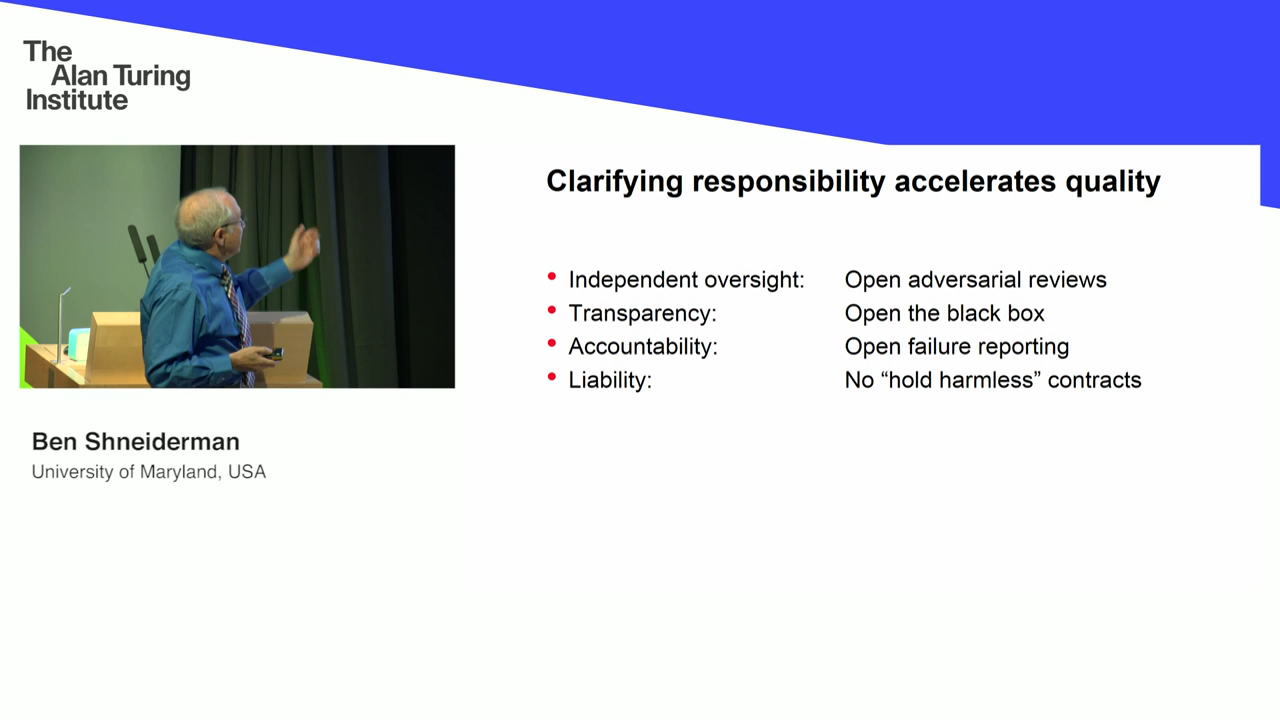 The
Alan Turing
Institute
Clarifying responsibility accelerates quality
• Independent oversight: Open adversarial reviews
• Transparency: Open the black box
• Accountability: Open failure reporting
• Liability: No “hold harmless” contracts
Ben Shneiderman
University of Maryland, USA